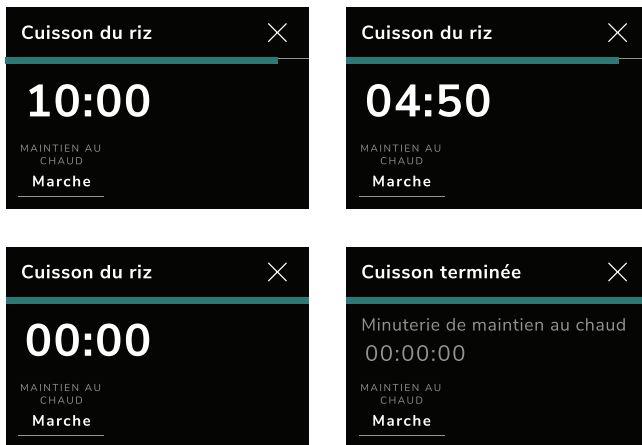 Cuisson du riz
10:00
MAINTIEN AU
CHAUD
Marche
Cuisson du riz
04:50
MAINTIEN AU
CHAUD
Marche
Cuisson du riz
00:00
MAINTIEN AU
CHAUD
Marche
Cuisson terminée
Minuterie de maintien au chaud
00:00:00
MAINTIEN AU
CHAUD
Marche